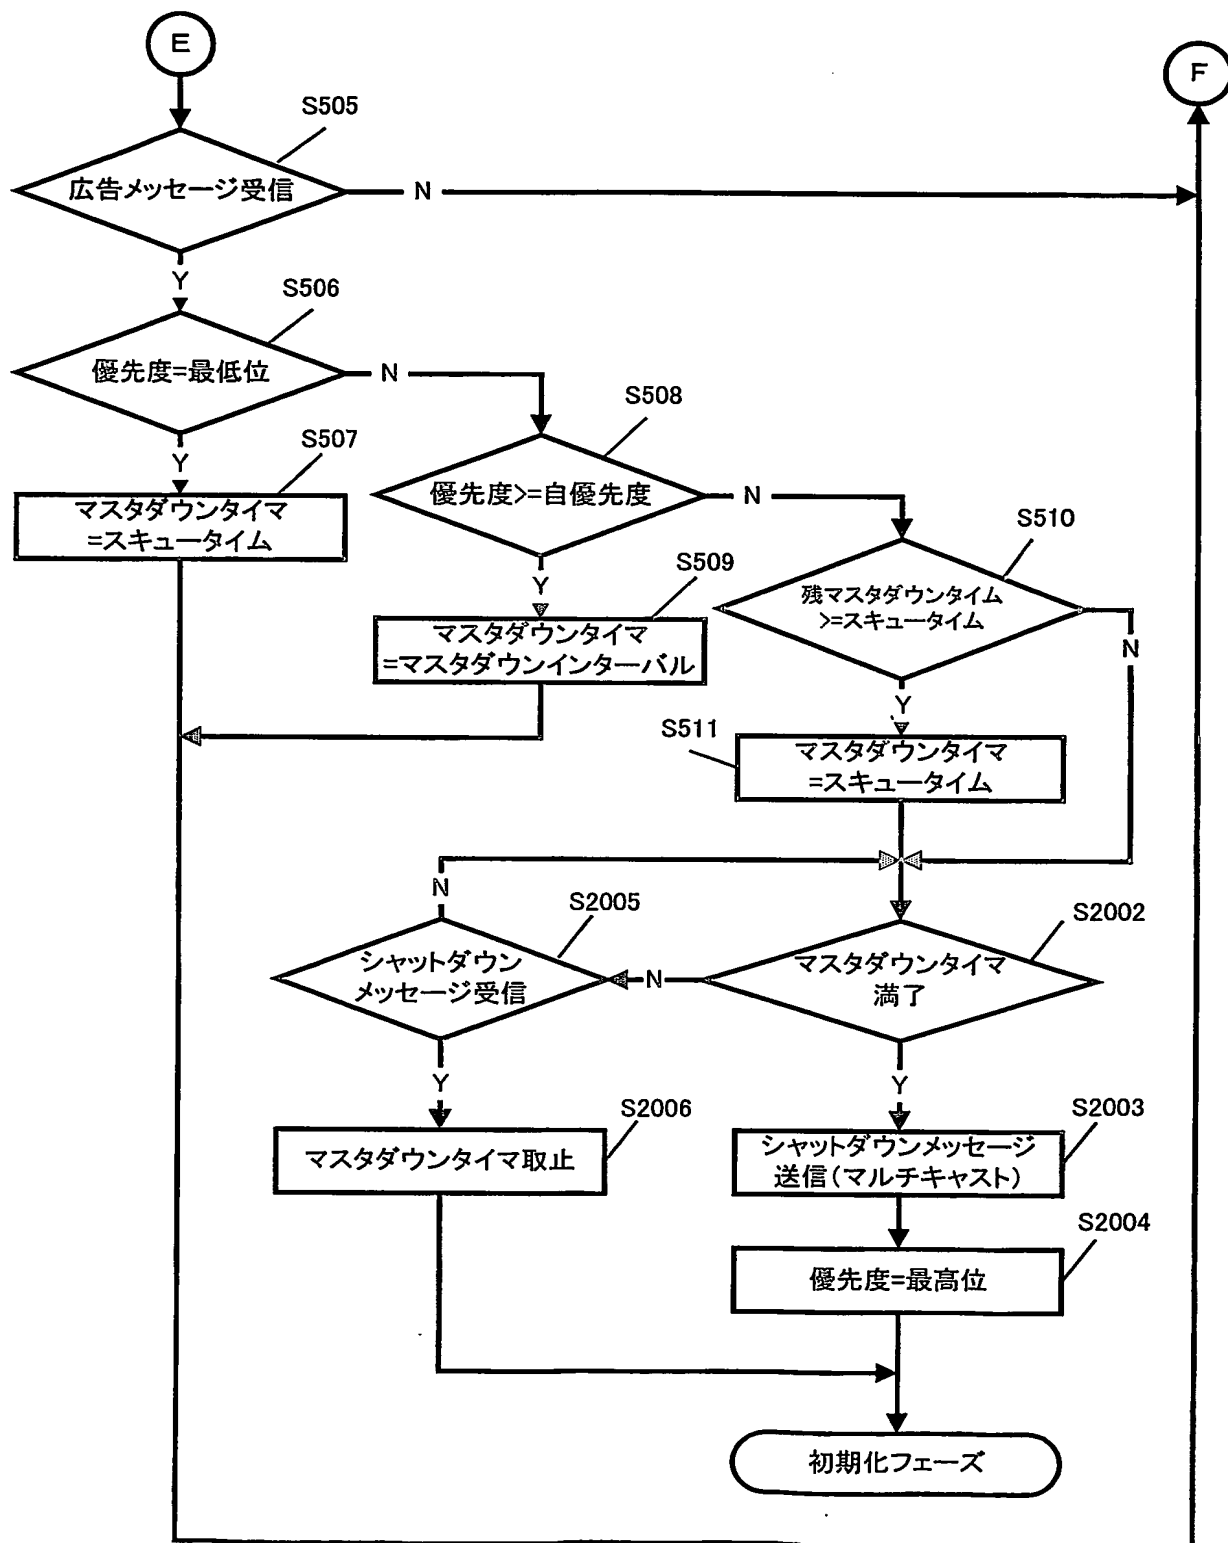 E
F
S505
広告メッセージ受信
N
Y
S506
優先度=最低位
N
Y
S508
優先度>=自優先度
N
Y
S507
マスタダウンタイマ
=スキュータイム
S510
残マスタダウンタイム
>=スキュータイム
N
Y
S509
マスタダウンタイマ
=マスタダウンインターバル
S511
マスタダウンタイマ
=スキュータイム
N
S2005
シャットダウン
メッセージ受信
N
S2002
マスタダウンタイマ
満了
Y
Y
S2006
マスタダウンタイマ取止
S2003
シャットダウンメッセージ
送信(マルチキャスト)
S2004
優先度=最高位
初期化フェーズ